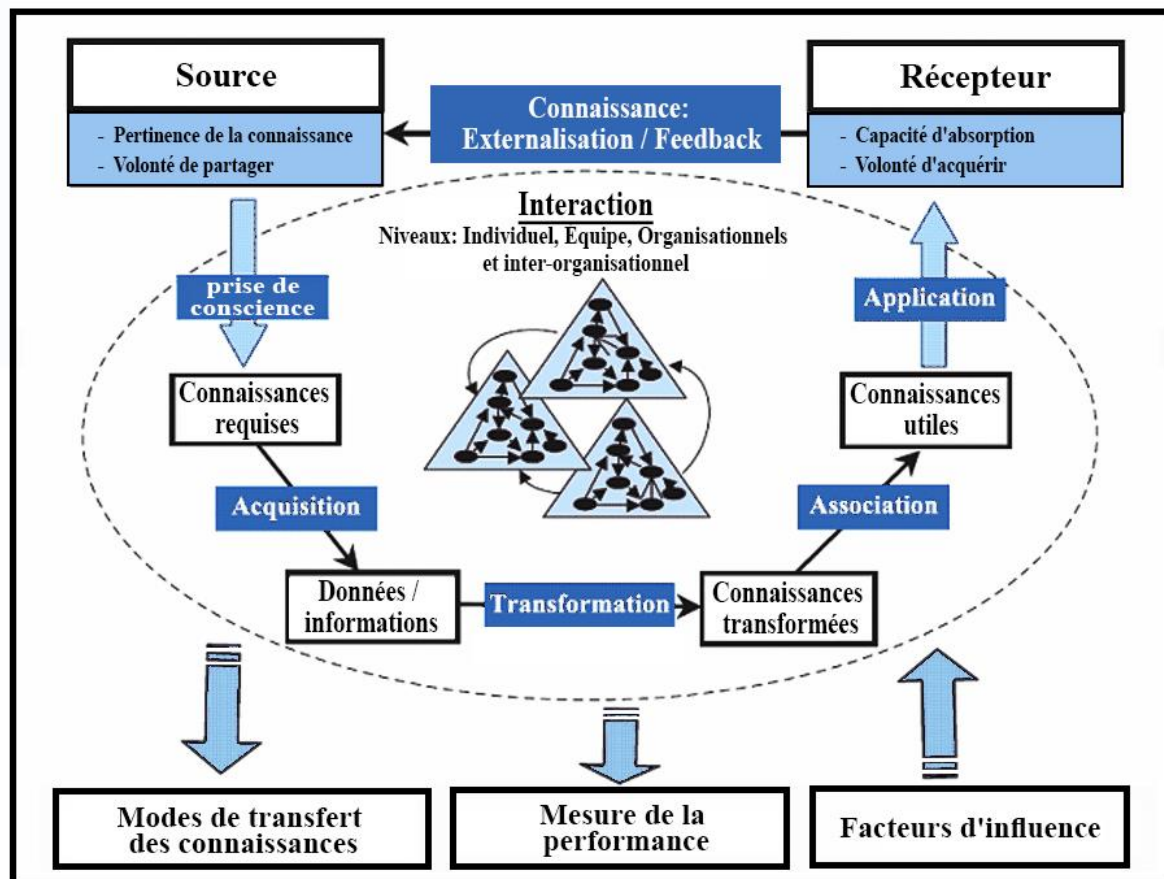 Source
- Pertinence de la connaissance
- Volonté de partager
Connaissance:
Externalisation / Feedback
Récepteur
- Capacité d'absorption
- Volonté d'acquérir
Interaction
Niveaux: Individuel, Equipe, Organisationnels
et inter-organisationnel
prise de
conscience
Application
Connaissances
requises
Connaissances
utiles
Acquisition
Association
Données /
informations
Transformation
Connaissances
transformées
Modes de transfert
des connaissances
Mesure de la
performance
Facteurs d'influence